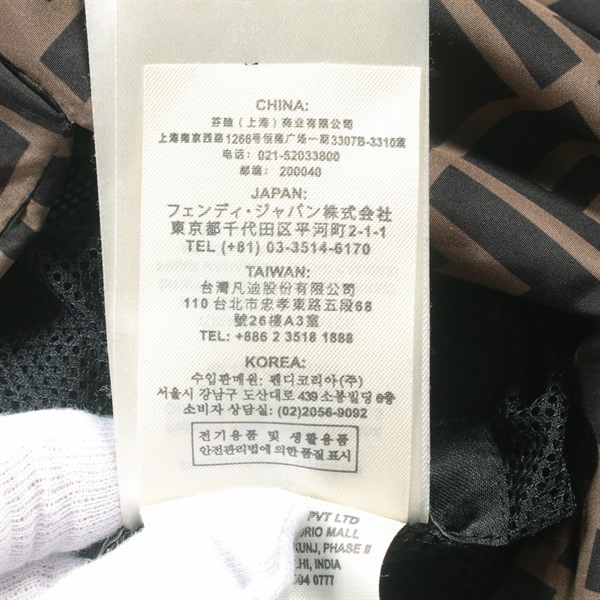 CHINA:
芬迪（上海）商业有限公司
上海南京西路1266号恒隆广场一期3307B-3310室
电话： 021-52033800
邮编： 200040
JAPAN:
フェンディ・ジャパン株式会社
東京都千代田区平河町2-1-1
TEL (+81) 03-3514-6170
TAIWAN:
台灣凡迪股份有限公司
110 台北市忠孝東路五段68
號26樓A3室
TEL: +886 2 3518 1888
KOREA:
수입판매원: 펜디코리아(주)
서울시 강남구 도산대로 439 소봉빌딩 6층
소비자 상담실: (02)2056-9092
전기용품 및 생활용품
안전관리법에 의한 품질 표시
PVT LTD
ORIO MALL
KUNJ, PHASE II
HI, INDIA
604 0777